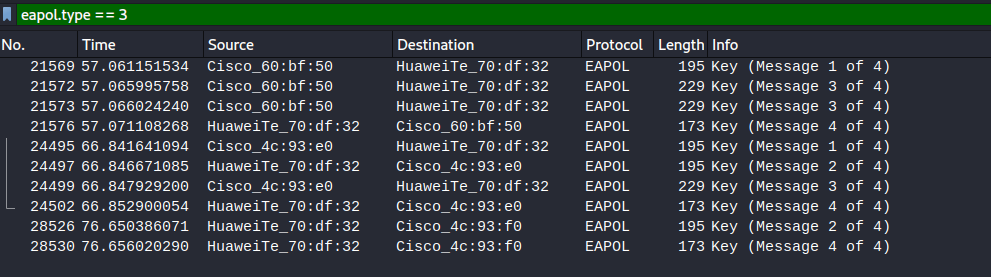 eapol.type == 3
No. Time Source Destination Protocol Length Info
21569 57.061151534 Cisco_60:bf:50 HuaweiTe_70:df:32 EAPOL 195 Key (Message 1 of 4)
21572 57.065995758 Cisco_60:bf:50 HuaweiTe_70:df:32 EAPOL 229 Key (Message 3 of 4)
21573 57.066024240 Cisco_60:bf:50 HuaweiTe_70:df:32 EAPOL 229 Key (Message 3 of 4)
21576 57.071108268 HuaweiTe_70:df:32 Cisco_60:bf:50 EAPOL 173 Key (Message 4 of 4)
24495 66.841641094 Cisco_4c:93:e0 HuaweiTe_70:df:32 EAPOL 195 Key (Message 1 of 4)
24497 66.846671085 HuaweiTe_70:df:32 Cisco_4c:93:e0 EAPOL 195 Key (Message 2 of 4)
24499 66.847929200 Cisco_4c:93:e0 HuaweiTe_70:df:32 EAPOL 229 Key (Message 3 of 4)
24502 66.852900054 HuaweiTe_70:df:32 Cisco_4c:93:e0 EAPOL 173 Key (Message 4 of 4)
28526 76.650386071 HuaweiTe_70:df:32 Cisco_4c:93:f0 EAPOL 195 Key (Message 2 of 4)
28530 76.656020290 HuaweiTe_70:df:32 Cisco_4c:93:f0 EAPOL 173 Key (Message 4 of 4)